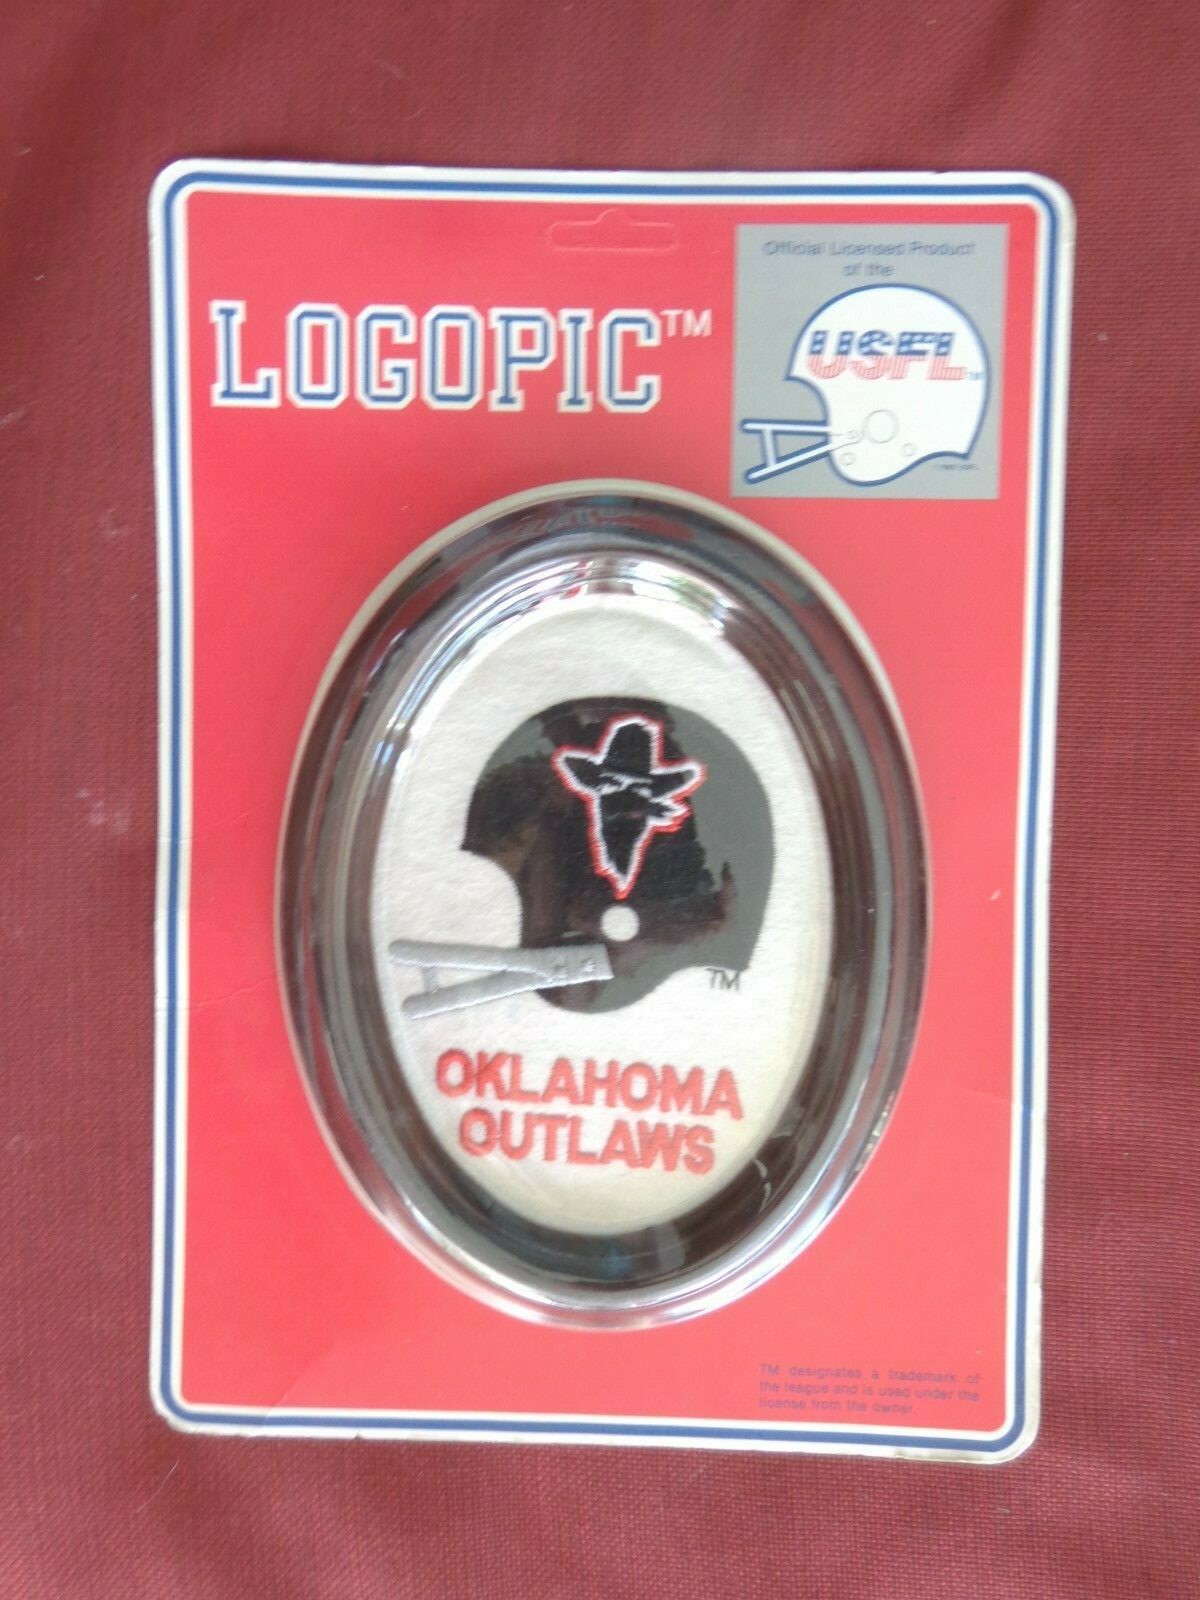 Official Licensed Product
of the
LOGOPIC™
USFL™
TM
OKLAHOMA
OUTLAWS
TM designates a trademark of
the league and is used under the
license from the owner.